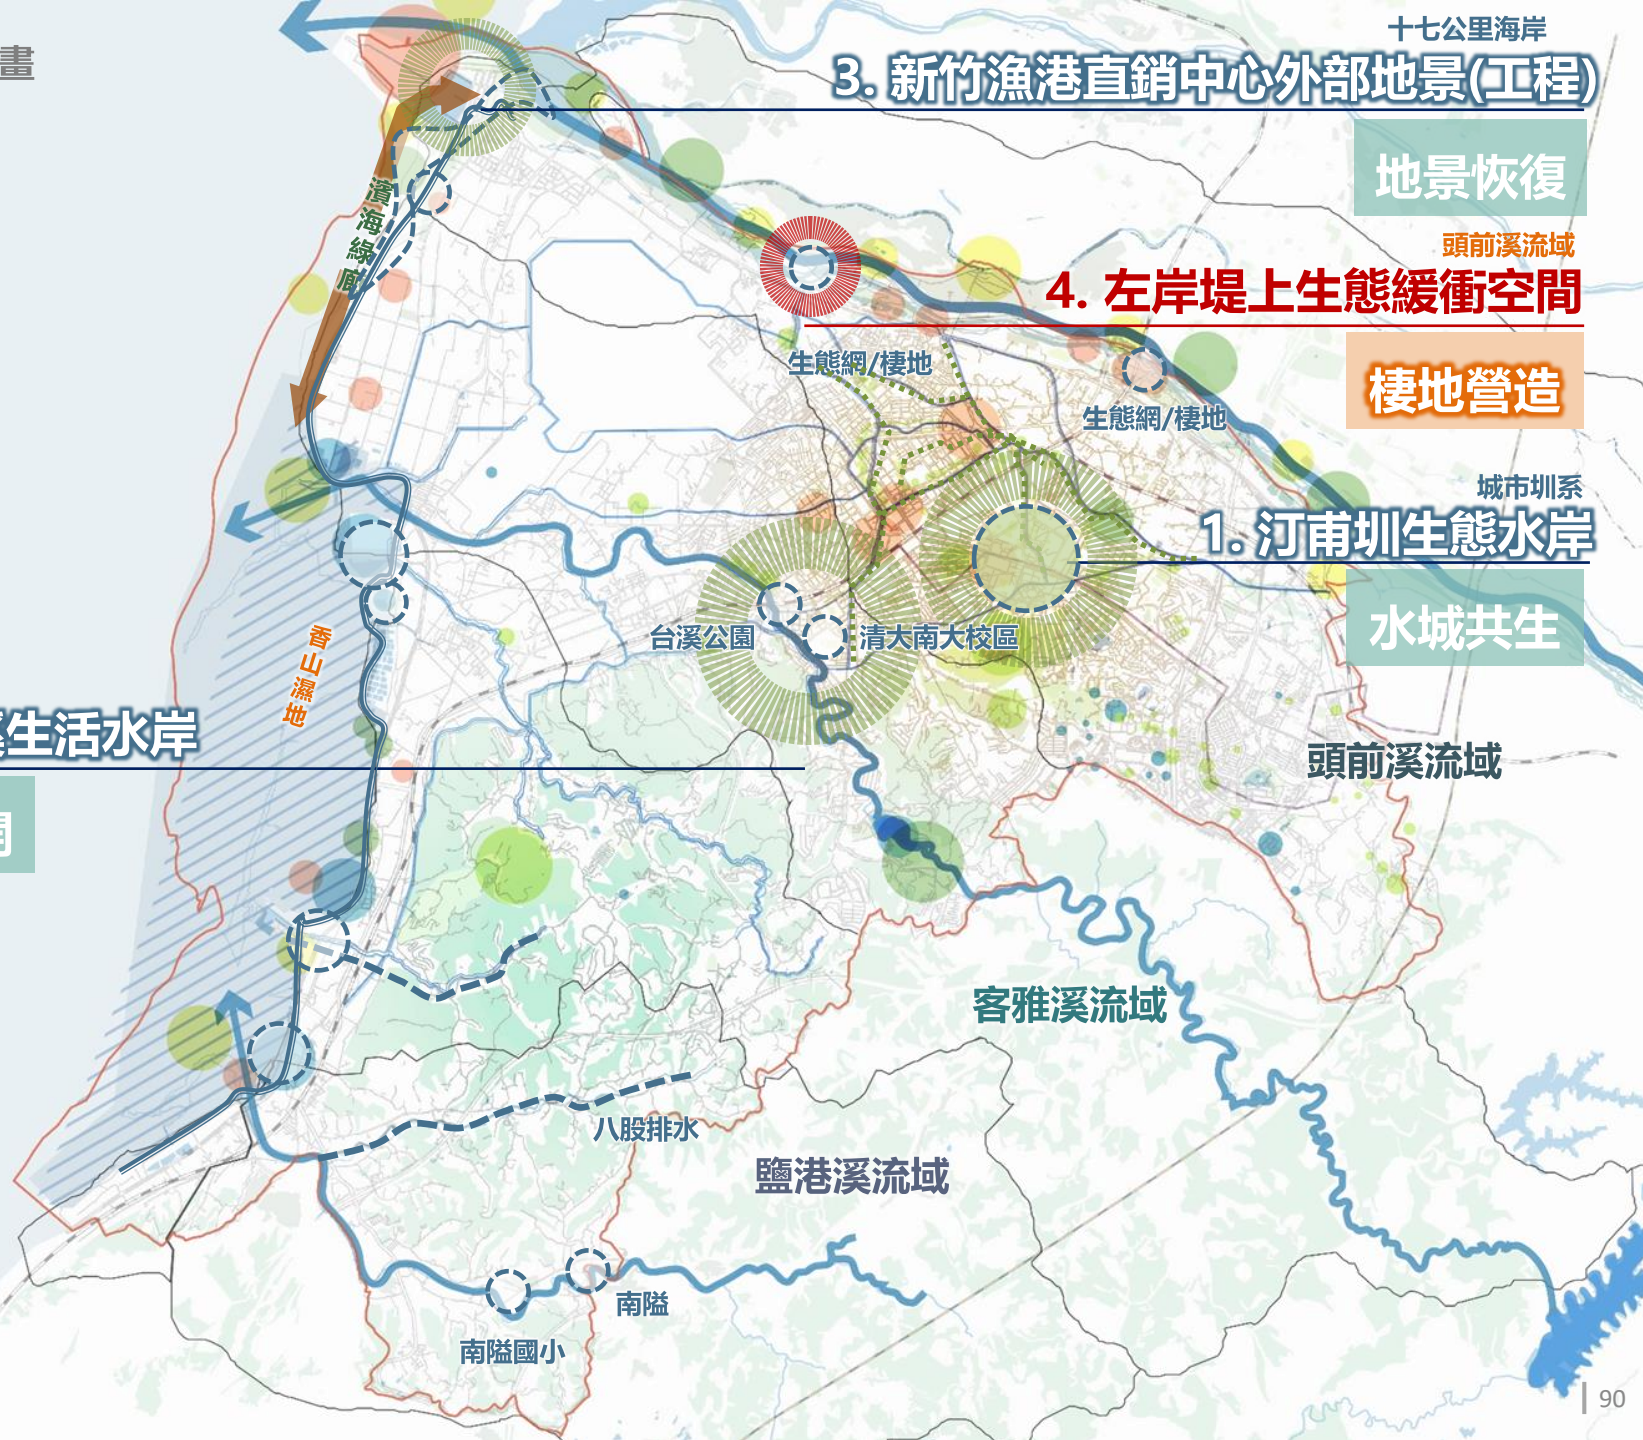 畫
十七公里海岸
3. 新竹漁港直銷中心外部地景(工程)
地景恢復
濱海綠廊
頭前溪流域
4. 左岸堤上生態緩衝空間
棲地營造
生態網/棲地
生態網/棲地
城市圳系
1. 汀甫圳生態水岸
水城共生
台溪公園
清大南大校區
香山濕地
生活水岸
頭前溪流域
客雅溪流域
八股排水
鹽港溪流域
南隘
南隘國小
90